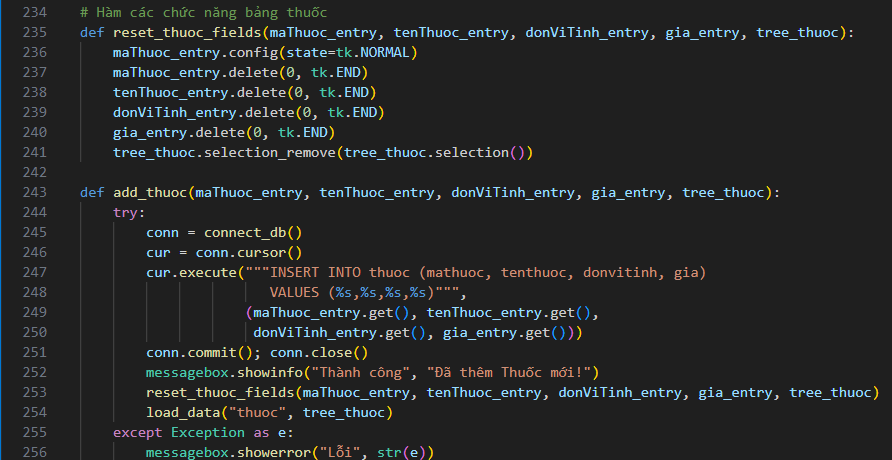 234 # Hàm các chức năng bảng thuốc
235 def reset_thuoc_fields(maThuoc_entry, tenThuoc_entry, donViTinh_entry, gia_entry, tree_thuoc):
236     maThuoc_entry.config(state=tk.NORMAL)
237     maThuoc_entry.delete(0, tk.END)
238     tenThuoc_entry.delete(0, tk.END)
239     donViTinh_entry.delete(0, tk.END)
240     gia_entry.delete(0, tk.END)
241     tree_thuoc.selection_remove(tree_thuoc.selection())
242
243 def add_thuoc(maThuoc_entry, tenThuoc_entry, donViTinh_entry, gia_entry, tree_thuoc):
244     try:
245         conn = connect_db()
246         cur = conn.cursor()
247         cur.execute("""INSERT INTO thuoc (mathuoc, tenthuoc, donvitinh, gia)
248                        VALUES (%s,%s,%s,%s)""",
249                     (maThuoc_entry.get(), tenThuoc_entry.get(),
250                      donViTinh_entry.get(), gia_entry.get()))
251         conn.commit(); conn.close()
252         messagebox.showinfo("Thành công", "Đã thêm Thuốc mới!")
253         reset_thuoc_fields(maThuoc_entry, tenThuoc_entry, donViTinh_entry, gia_entry, tree_thuoc)
254         load_data("thuoc", tree_thuoc)
255     except Exception as e:
256         messagebox.showerror("Lỗi", str(e))